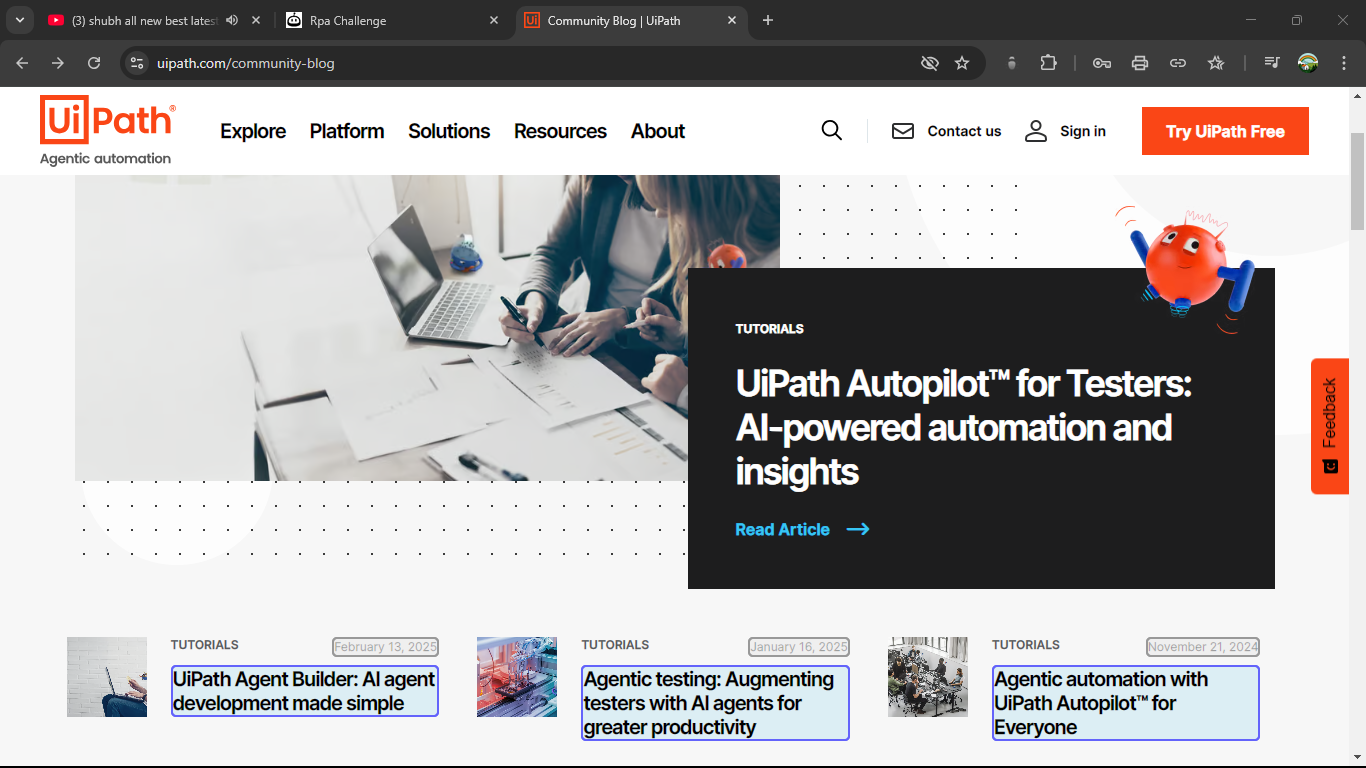 (3) shubh all new best latest
Rpa Challenge
Community Blog | UiPath
uipath.com/community-blog
UiPath®
Agentic automation
Explore
Platform
Solutions
Resources
About
Contact us
Sign in
Try UiPath Free
TUTORIALS
UiPath Autopilot™ for Testers:
AI-powered automation and
insights
Read Article
Feedback
TUTORIALS
February 13, 2025
UiPath Agent Builder: AI agent
development made simple
TUTORIALS
January 16, 2025
Agentic testing: Augmenting
testers with AI agents for
greater productivity
TUTORIALS
November 21, 2024
Agentic automation with
UiPath Autopilot™ for
Everyone